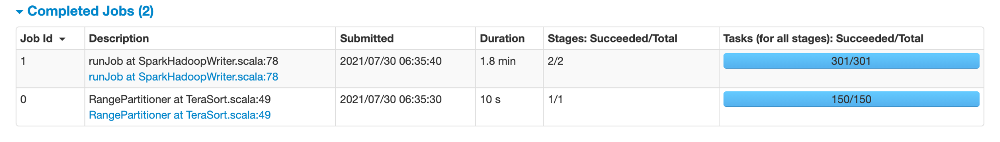 Completed Jobs (2)
Job Id Description Submitted Duration Stages: Succeeded/Total Tasks (for all stages): Succeeded/Total
1 runJob at SparkHadoopWriter.scala:78 2021/07/30 06:35:40 1.8 min 2/2 301/301
runJob at SparkHadoopWriter.scala:78
0 RangePartitioner at TeraSort.scala:49 2021/07/30 06:35:30 10 s 1/1 150/150
RangePartitioner at TeraSort.scala:49